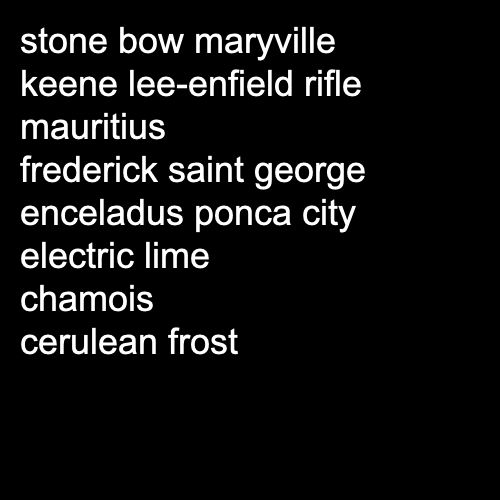 stone bow maryville
keene lee-enfield rifle
mauritius
frederick saint george
enceladus ponca city
electric lime
chamois
cerulean frost